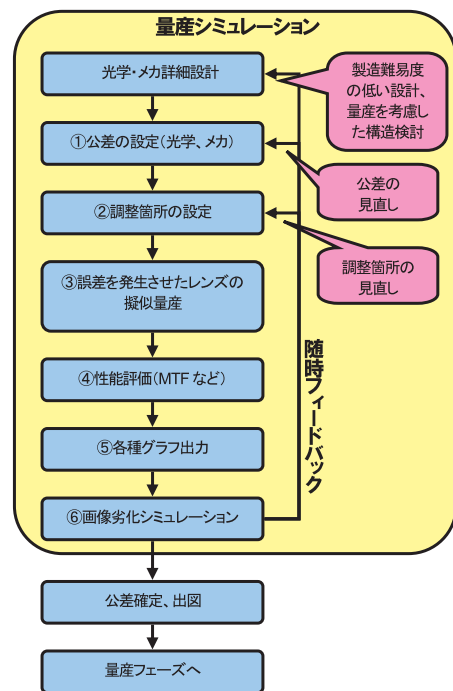 量産シミュレーション
光学・メカ詳細設計
製造難易度
の低い設計、
量産を考慮し
た構造検討
①公差の設定(光学、メカ)
公差の
見直し
②調整箇所の設定
調整箇所の
見直し
③誤差を発生させたレンズの
擬似量産
④性能評価(MTFなど)
随時フィードバック
⑤各種グラフ出力
⑥画像劣化シミュレーション
公差確定、出図
量産フェーズへ